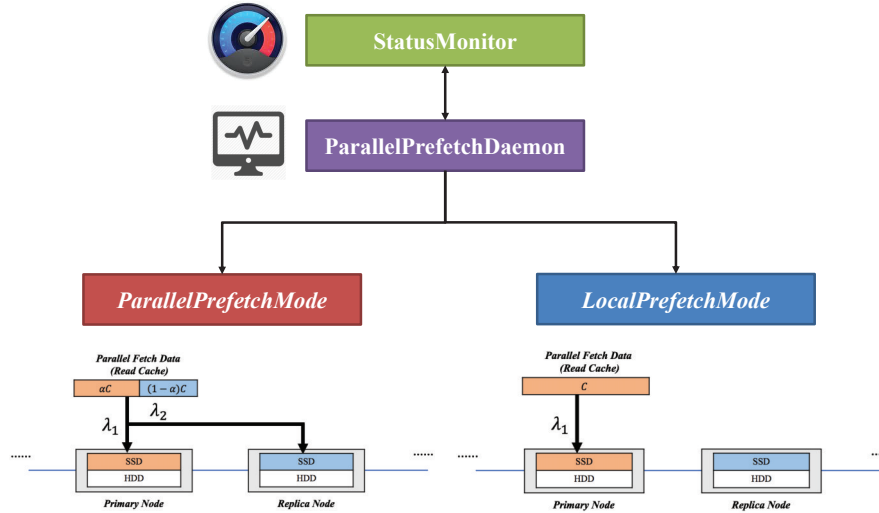 StatusMonitor
ParallelPrefetchDaemon
ParallelPrefetchMode
LocalPrefetchMode
Parallel Fetch Data
(Read Cache)
αC
(1 − α)C
λ₁
λ₂
......
......
SSD
HDD
SSD
HDD
Primary Node
Replica Node
Parallel Fetch Data
(Read Cache)
C
λ₁
......
......
SSD
HDD
SSD
HDD
Primary Node
Replica Node